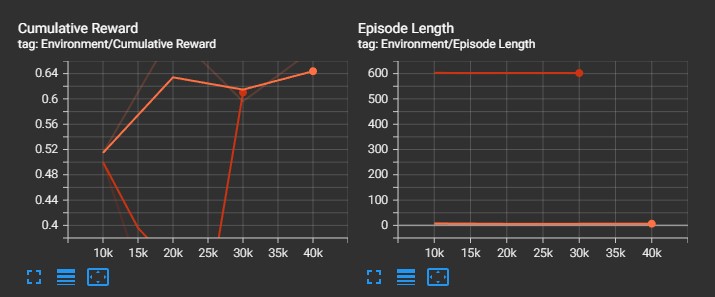 Cumulative Reward
tag: Environment/Cumulative Reward
0.64
0.6
0.56
0.52
0.48
0.44
0.4
10k 15k 20k 25k 30k 35k 40k
Episode Length
tag: Environment/Episode Length
600
500
400
300
200
100
0
10k 15k 20k 25k 30k 35k 40k